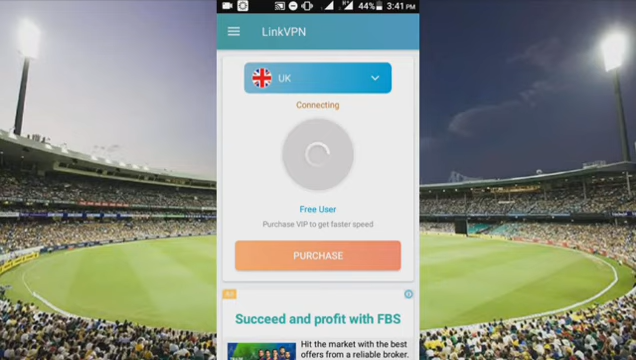 44% 3:41 PM
LinkVPN
UK
Connecting
Free User
Purchase VIP to get faster speed
PURCHASE
Ad
Succeed and profit with FBS
Hit the market with the best
offers from a reliable broker.